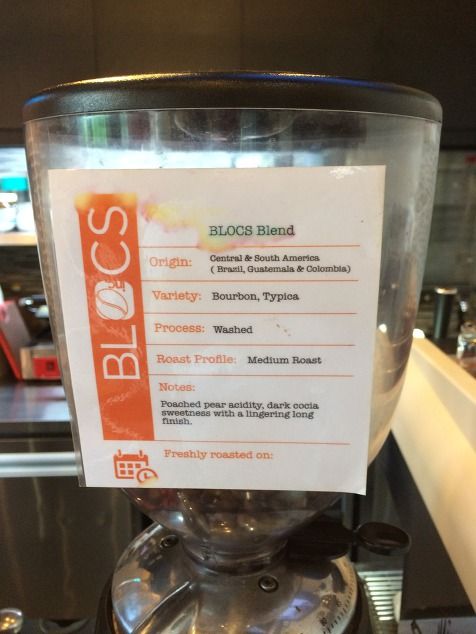 BLOCS
BLOCS Blend
Origin: Central & South America
( Brazil, Guatemala & Colombia)
Variety: Bourbon, Typica
Process: Washed
Roast Profile: Medium Roast
Notes:
Poached pear acidity, dark cocia
sweetness with a lingering long
finish.
Freshly roasted on: